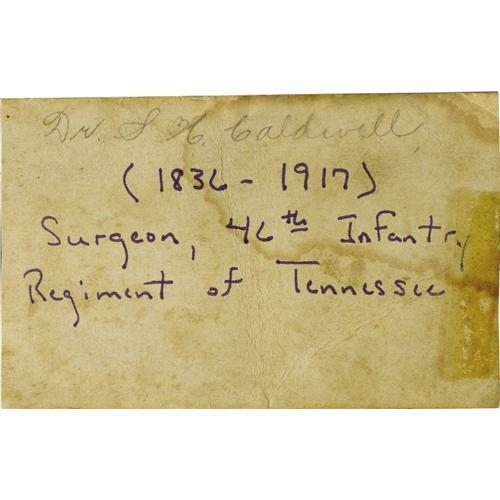 Dr. S H. Caldwell
(1836 - 1917)
Surgeon, 46th Infantry
Regiment of Tennessee